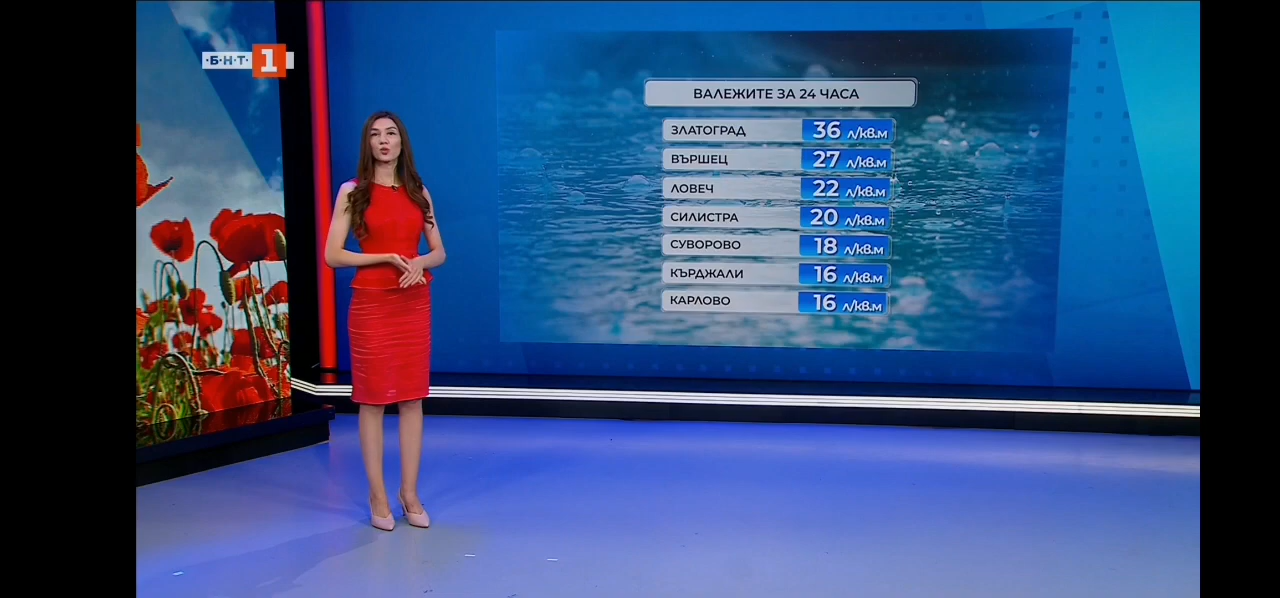 ·Б·Н·Т· 1
ВАЛЕЖИТЕ ЗА 24 ЧАСА
ЗЛАТОГРАД 36 л/кв.м
ВЪРШЕЦ 27 л/кв.м
ЛОВЕЧ 22 л/кв.м
СИЛИСТРА 20 л/кв.м
СУВОРОВО 18 л/кв.м
КЪРДЖАЛИ 16 л/кв.м
КАРЛОВО 16 л/кв.м